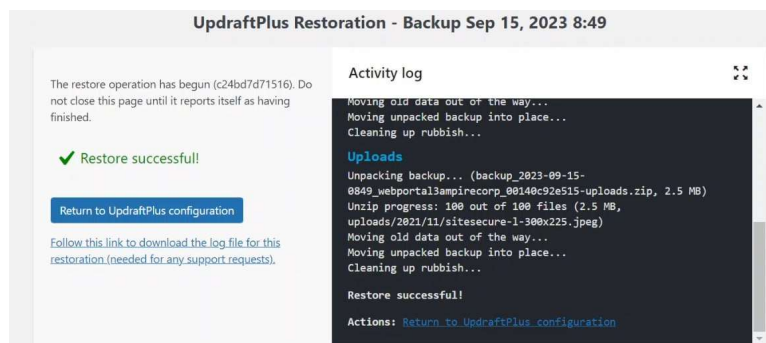 UpdraftPlus Restoration - Backup Sep 15, 2023 8:49
The restore operation has begun (c24bd7d71516). Do
not close this page until it reports itself as having
finished.
Restore successful!
Return to UpdraftPlus configuration
Follow this link to download the log file for this
restoration (needed for any support requests).
Activity log
Moving old data out of the way...
Moving unpacked backup into place...
Cleaning up rubbish...
Uploads
Unpacking backup... (backup_2023-09-15-
0849_webportal3ampirecorp_00140c92e515-uploads.zip, 2.5 MB)
Unzip progress: 100 out of 100 files (2.5 MB,
uploads/2021/11/sitesecure-l-300x225.jpeg)
Moving old data out of the way...
Moving unpacked backup into place...
Cleaning up rubbish...
Restore successful!
Actions: Return to UpdraftPlus configuration